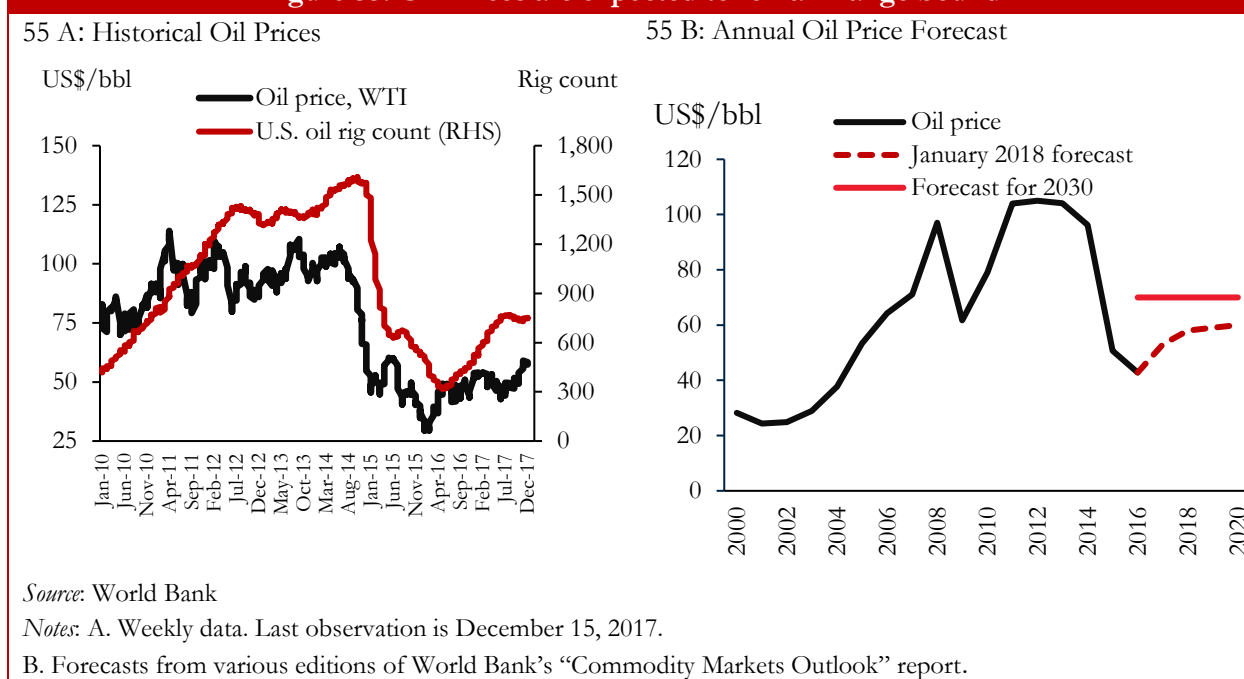 55 A: Historical Oil Prices
US$/bbl
Rig count
Oil price, WTI
U.S. oil rig count (RHS)
150
125
100
75
50
25
1,800
1,500
1,200
900
600
300
0
Jan-10
Jun-10
Nov-10
Apr-11
Sep-11
Feb-12
Jul-12
Dec-12
May-13
Oct-13
Mar-14
Aug-14
Jan-15
Jun-15
Nov-15
Apr-16
Sep-16
Feb-17
Jul-17
Dec-17
55 B: Annual Oil Price Forecast
US$/bbl
Oil price
January 2018 forecast
Forecast for 2030
120
100
80
60
40
20
0
2000
2002
2004
2006
2008
2010
2012
2014
2016
2018
2020
Source: World Bank
Notes: A. Weekly data. Last observation is December 15, 2017.
B. Forecasts from various editions of World Bank's “Commodity Markets Outlook” report.